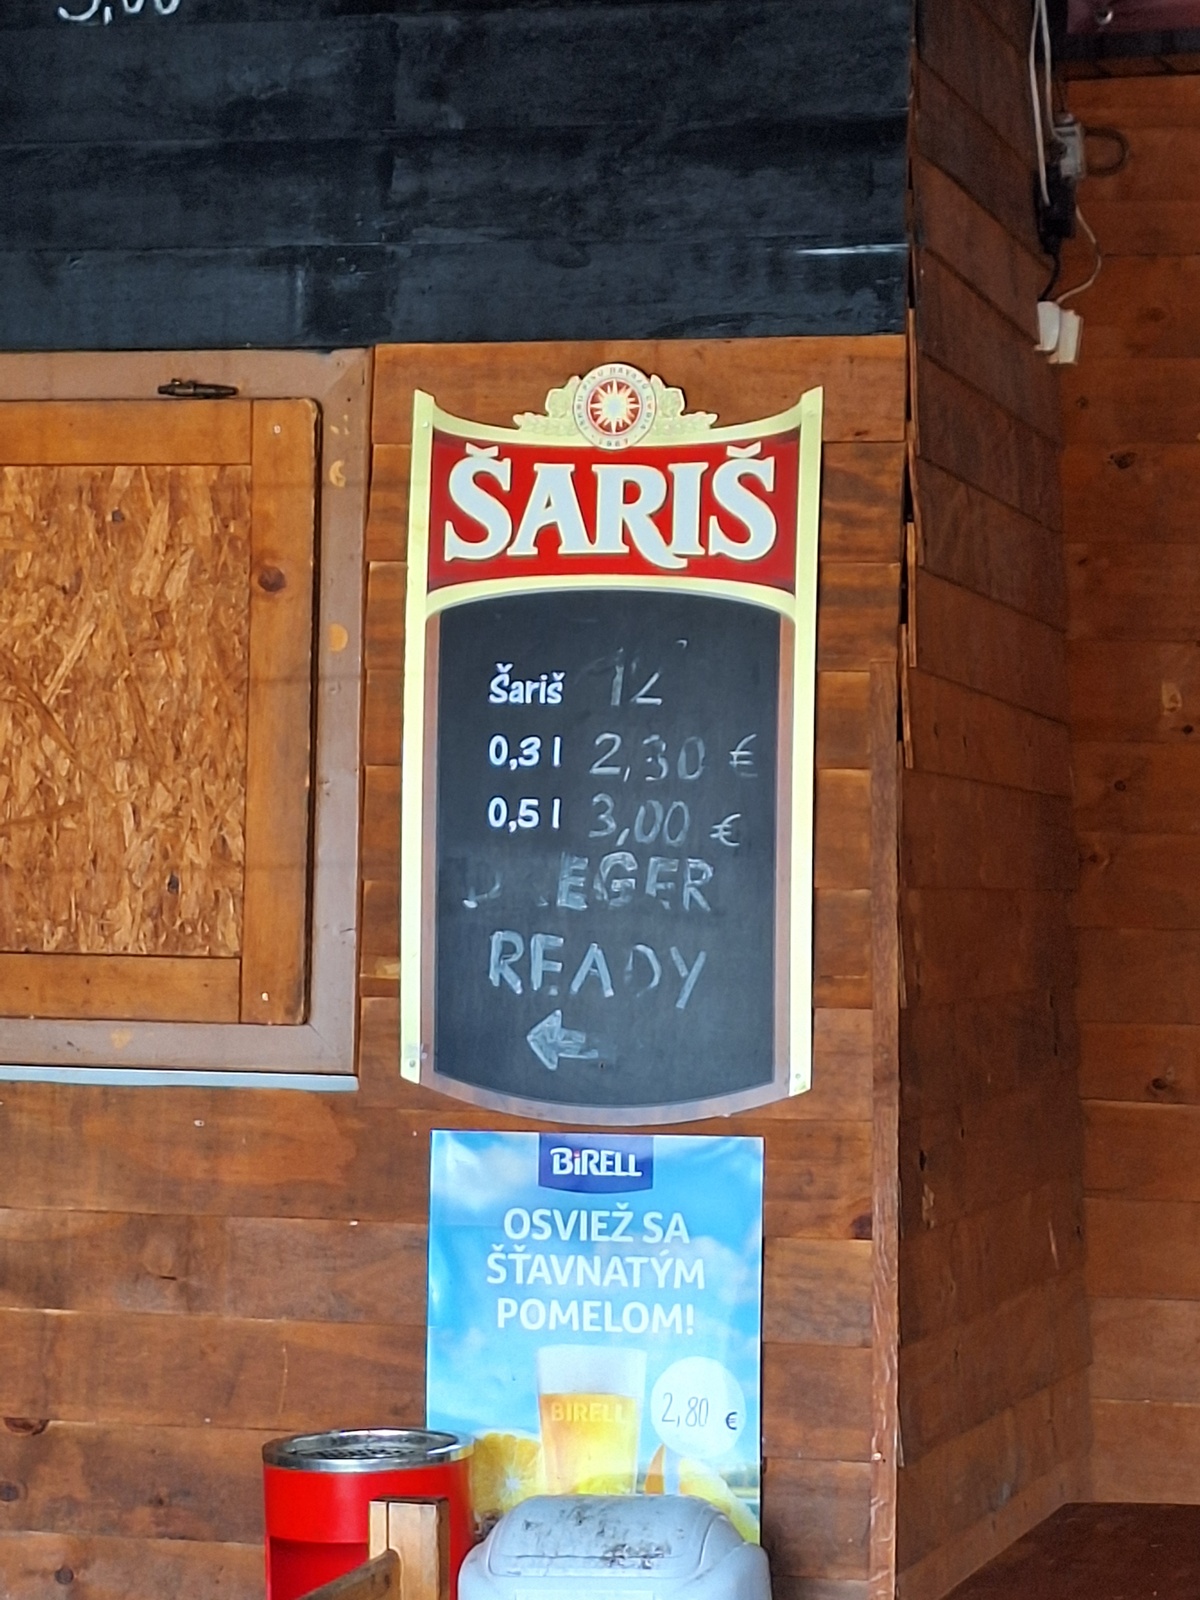 ŠARIŠ
Šariš 12
0,3 l 2,30 €
0,5 l 3,00 €
READY
BIRELL
OSVIEŽ SA
ŠŤAVNATÝM
POMELOM!
BIRELL
2,80 €